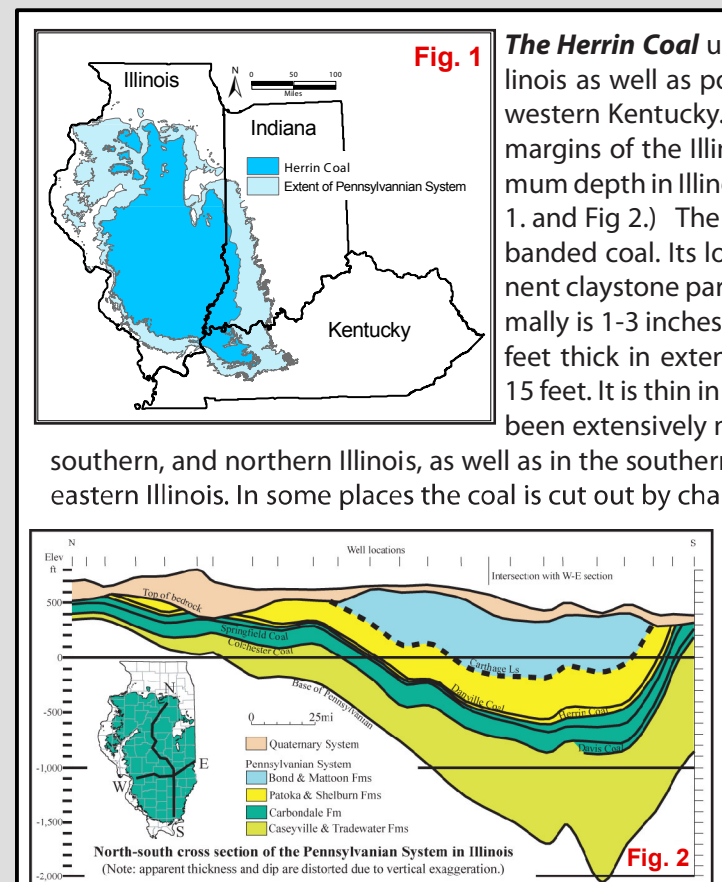 Fig. 1
Illinois
N
0 50 100
Miles
Indiana
Herrin Coal
Extent of Pennsylvannian System
Kentucky
The Herrin Coal u
linois as well as po
western Kentucky.
margins of the Illin
mum depth in Illino
1. and Fig 2.) The
banded coal. Its lo
nent claystone par
mally is 1-3 inches
feet thick in exten
15 feet. It is thin in
been extensively m
southern, and northern Illinois, as well as in the southern
eastern Illinois. In some places the coal is cut out by cha
N
S
Elev
ft
Well locations
Intersection with W-E section
Top of bedrock
500
Springfield Coal
Colchester Coal
0
Carthage Ls
Base of Pennsylvanian
Danville Coal
Herrin Coal
-500
Davis Coal
N
E
W
S
0 25mi
Quaternary System
Pennsylvanian System
Bond & Mattoon Fms
Patoka & Shelburn Fms
Carbondale Fm
Caseyville & Tradewater Fms
-1,000
-1,500
-2,000
North-south cross section of the Pennsylvanian System in Illinois
(Note: apparent thickness and dip are distorted due to vertical exaggeration.)
Fig. 2